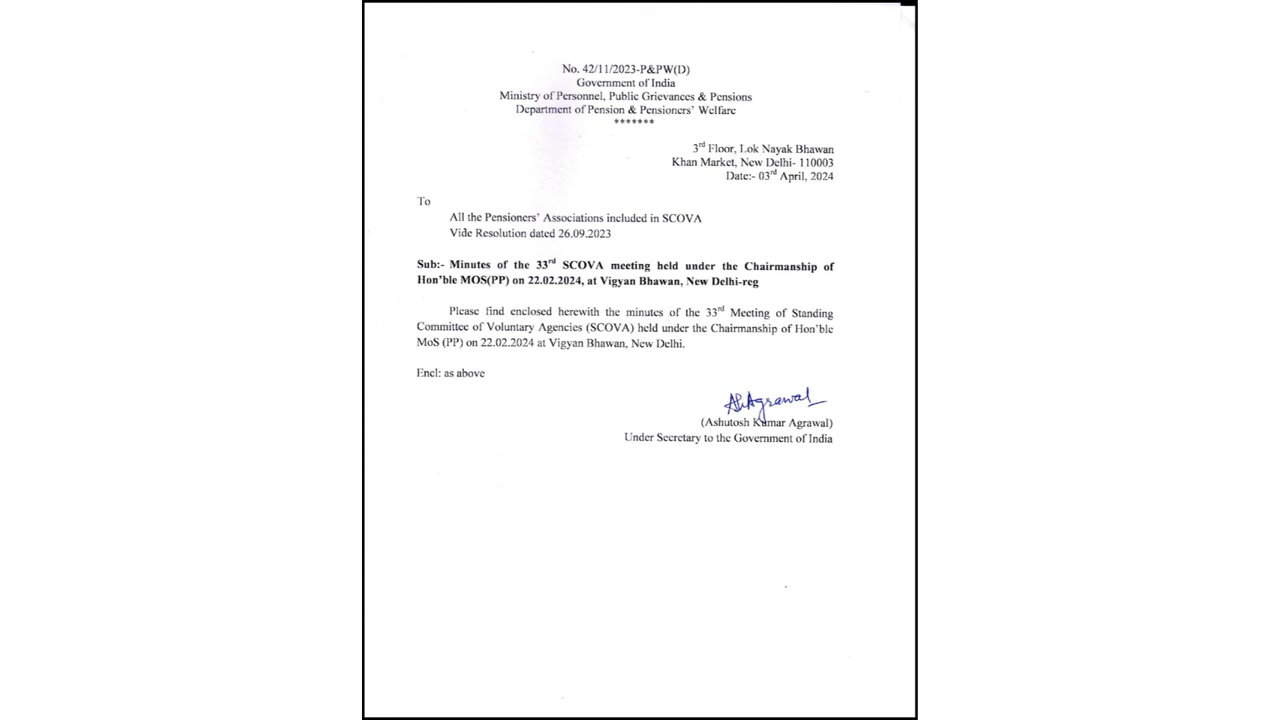 No. 42/11/2023-P&PW(D)
Government of India
Ministry of Personnel, Public Grievances & Pensions
Department of Pension & Pensioners' Welfare
*******
3rd Floor, Lok Nayak Bhawan
Khan Market, New Delhi- 110003
Date:- 03rd April, 2024
To
All the Pensioners' Associations included in SCOVA
Vide Resolution dated 26.09.2023
Sub:- Minutes of the 33rd SCOVA meeting held under the Chairmanship of
Hon'ble MOS(PP) on 22.02.2024, at Vigyan Bhawan, New Delhi-reg
Please find enclosed herewith the minutes of the 33rd Meeting of Standing
Committee of Voluntary Agencies (SCOVA) held under the Chairmanship of Hon'ble
MoS (PP) on 22.02.2024 at Vigyan Bhawan, New Delhi.
Encl: as above
AkAgrawal
(Ashutosh Kumar Agrawal)
Under Secretary to the Government of India